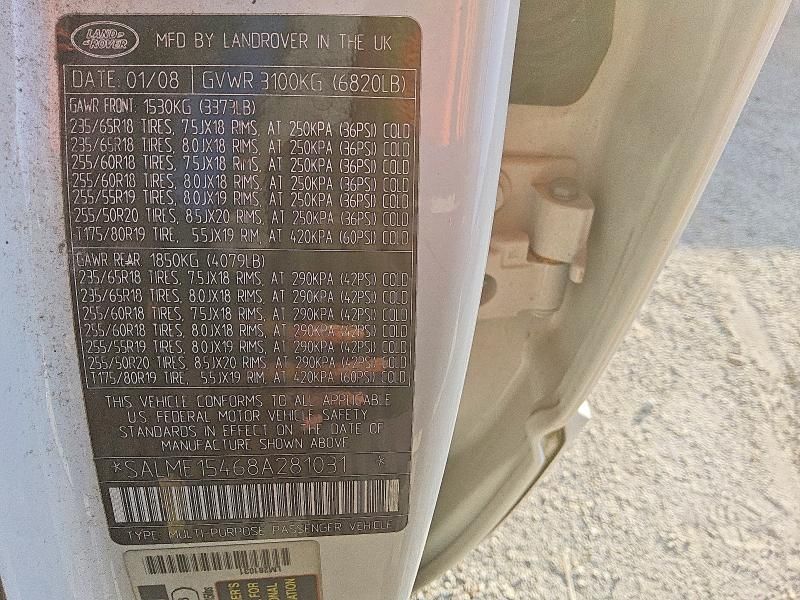 LAND-
ROVER
MFD BY LANDROVER IN THE UK
DATE: 01/08 GVWR 3100KG (6820LB)
GAWR FRONT: 1530KG (3373LB)
235/65R18 TIRES, 7.5JX18 RIMS, AT 250KPA (36PSI) COLD
235/65R18 TIRES, 8.0JX18 RIMS, AT 250KPA (36PSI) COLD
255/60R18 TIRES, 7.5JX18 RIMS, AT 250KPA (36PSI) COLD
255/60R18 TIRES, 8.0JX18 RIMS, AT 250KPA (36PSI) COLD
255/55R19 TIRES, 8.0JX19 RIMS, AT 250KPA (36PSI) COLD
255/50R20 TIRES, 8.5JX20 RIMS, AT 250KPA (36PSI) COLD
T175/80R19 TIRE, 5.5JX19 RIM, AT 420KPA (60PSI) COLD
GAWR REAR: 1850KG (4079LB)
235/65R18 TIRES, 7.5JX18 RIMS, AT 290KPA (42PSI) COLD
235/65R18 TIRES, 8.0JX18 RIMS, AT 290KPA (42PSI) COLD
255/60R18 TIRES, 7.5JX18 RIMS, AT 290KPA (42PSI) COLD
255/60R18 TIRES, 8.0JX18 RIMS, AT 290KPA (42PSI) COLD
255/55R19 TIRES, 8.0JX19 RIMS, AT 290KPA (42PSI) COLD
255/50R20 TIRES, 8.5JX20 RIMS, AT 290KPA (42PSI) COLD
T175/80R19 TIRE, 5.5JX19 RIM, AT 420KPA (60PSI) COLD
THIS VEHICLE CONFORMS TO ALL APPLICABLE
U.S. FEDERAL MOTOR VEHICLE SAFETY
STANDARDS IN EFFECT ON THE DATE OF
MANUFACTURE SHOWN ABOVE
*SALMF15468A281031 *
TYPE: MULTI-PURPOSE PASSENGER VEHICLE
FOR